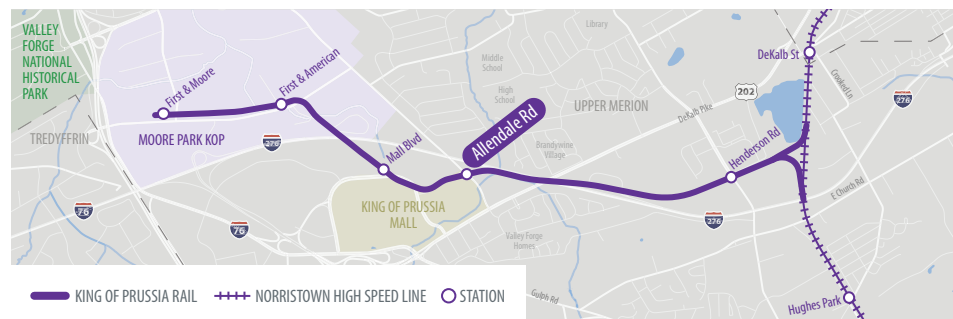 VALLEY
FORGE
NATIONAL
HISTORICAL
PARK
TREDYFFRIN
First & Moore
First & American
MOORE PARK KOP
276
Mall Blvd
Allendale Rd
KING OF PRUSSIA
MALL
76
76
Library
Middle
School
High
School
UPPER MERION
Brandywine
Village
Valley Forge
Homes
Gulph Rd
DeKalb Pike
202
DeKalb St
Crooked Ln
276
Henderson Rd
276
E Church Rd
Hughes Park
KING OF PRUSSIA RAIL
NORRISTOWN HIGH SPEED LINE
STATION